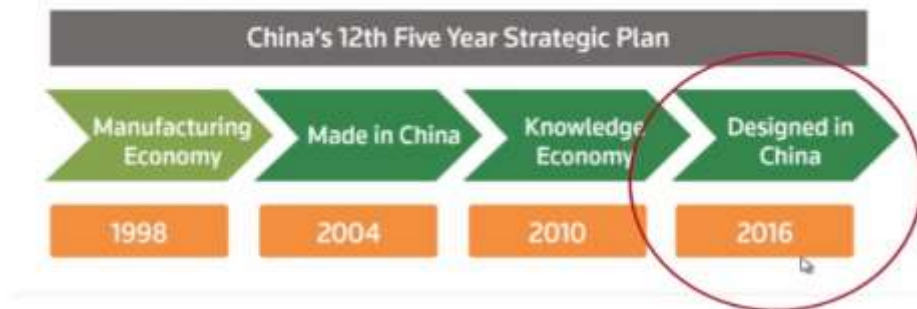 China's 12th Five Year Strategic Plan
Manufacturing
Economy
Made in China
Knowledge
Economy
Designed in
China
1998
2004
2010
2016